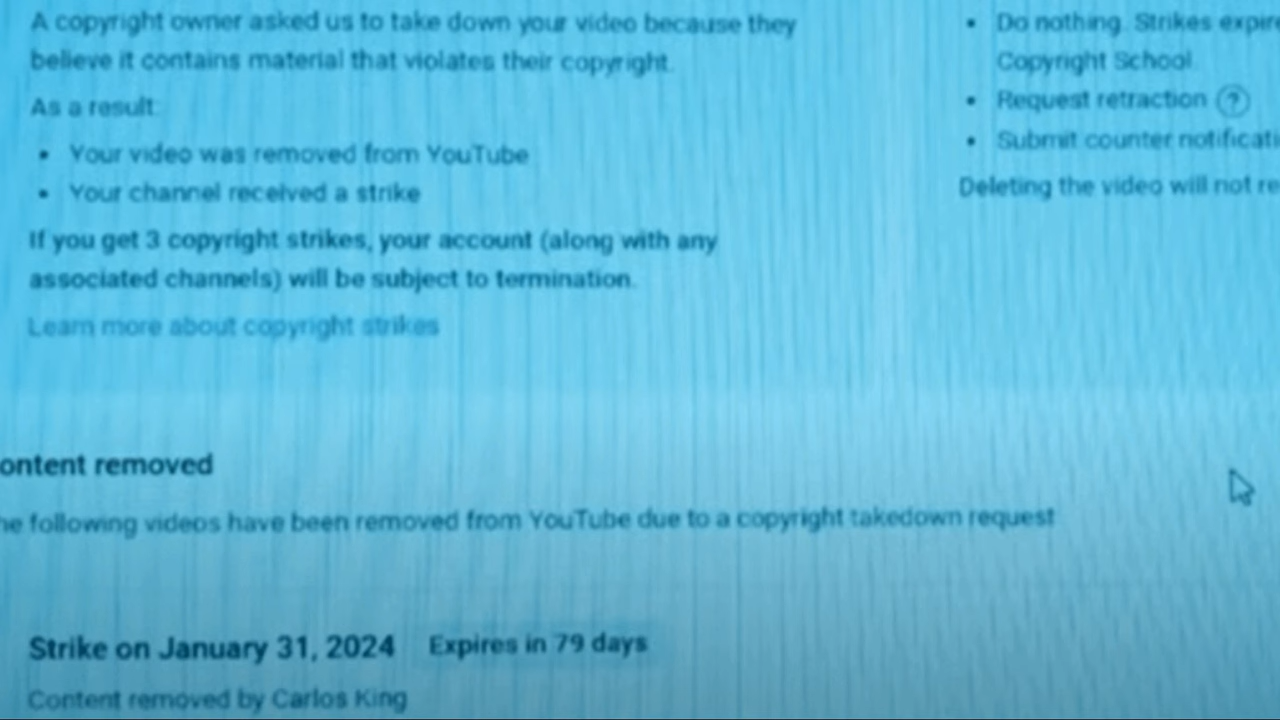 A copyright owner asked us to take down your video because they
believe it contains material that violates their copyright.
As a result:
• Your video was removed from YouTube
• Your channel received a strike
If you get 3 copyright strikes, your account (along with any
associated channels) will be subject to termination.
Learn more about copyright strikes
• Do nothing. Strikes expire
Copyright School.
• Request retraction ?
• Submit counter notificati
Deleting the video will not re
ontent removed
he following videos have been removed from YouTube due to a copyright takedown request
Strike on January 31, 2024 Expires in 79 days
Content removed by Carlos King